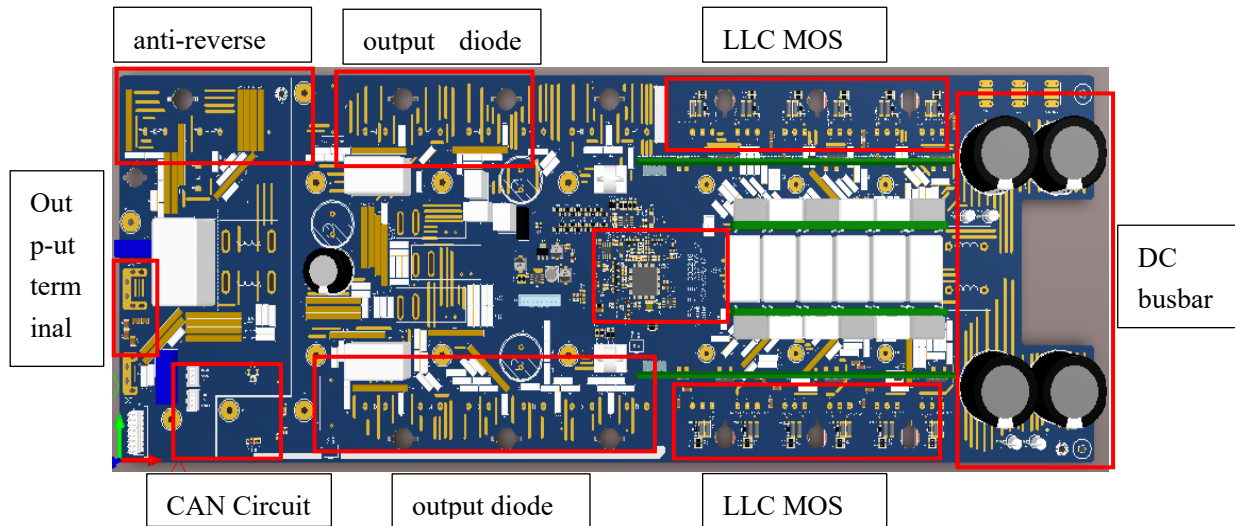 anti-reverse
output diode
LLC MOS
Out
p-ut
term
inal
DC
busbar
CAN Circuit
output diode
LLC MOS